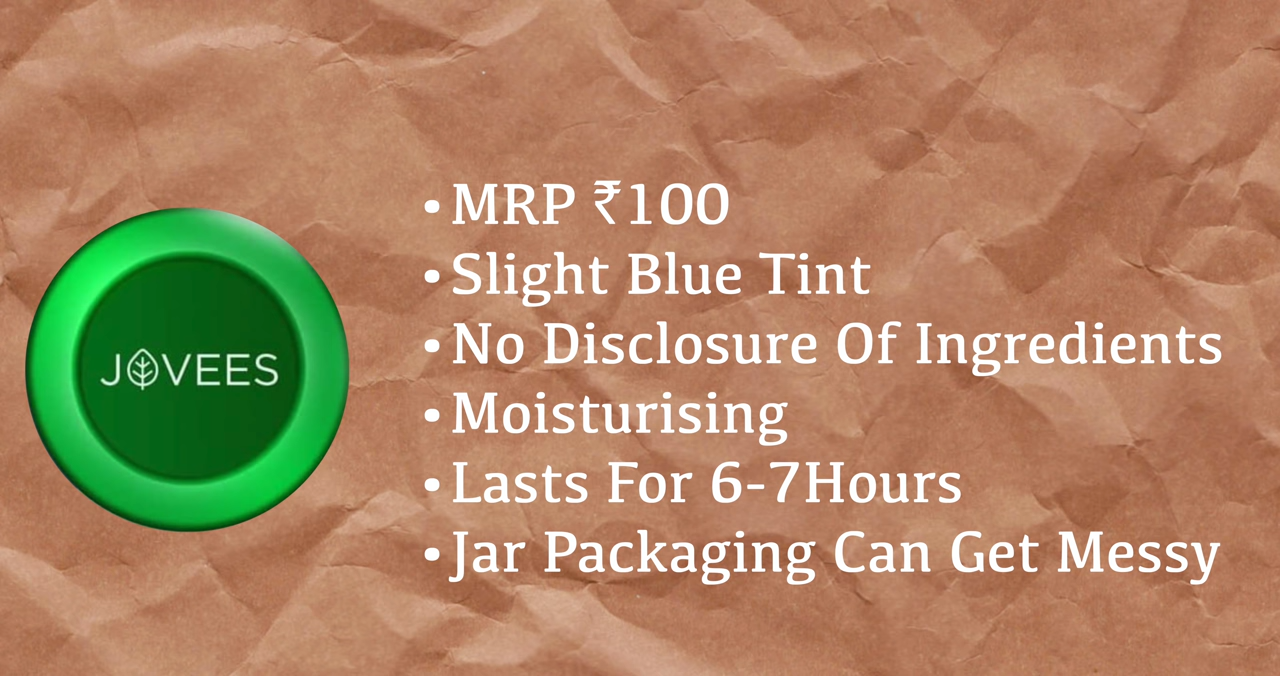 JOVEES
• MRP ₹100
• Slight Blue Tint
• No Disclosure Of Ingredients
• Moisturising
• Lasts For 6-7Hours
• Jar Packaging Can Get Messy